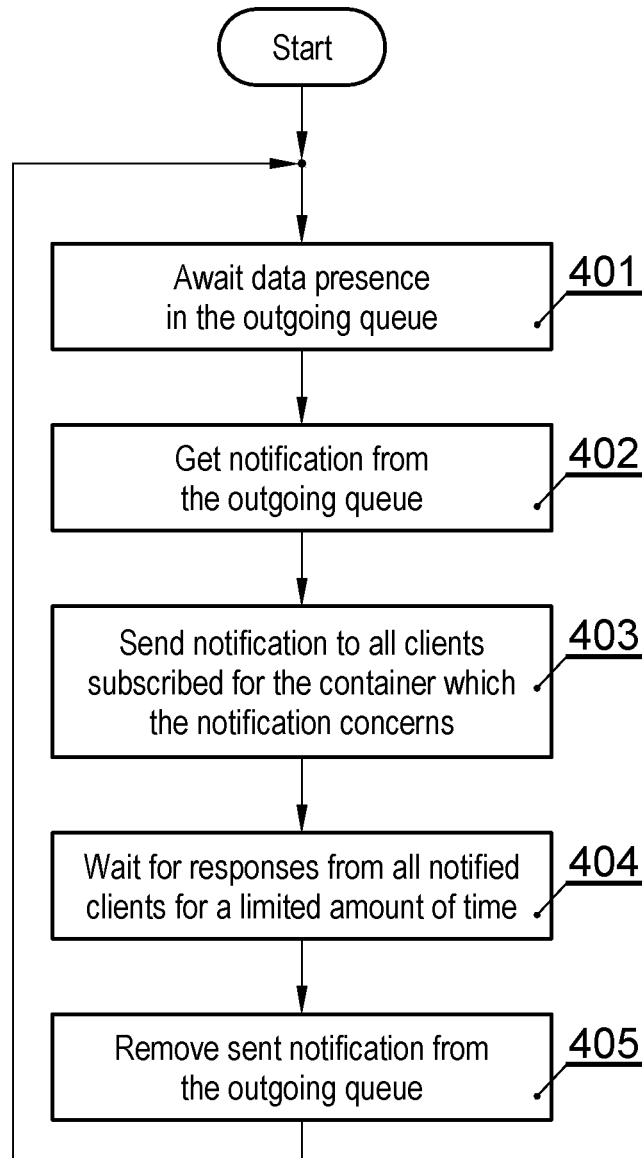 Start
Await data presence
in the outgoing queue
401
Get notification from
the outgoing queue
402
Send notification to all clients
subscribed for the container which
the notification concerns
403
Wait for responses from all notified
clients for a limited amount of time
404
Remove sent notification from
the outgoing queue
405